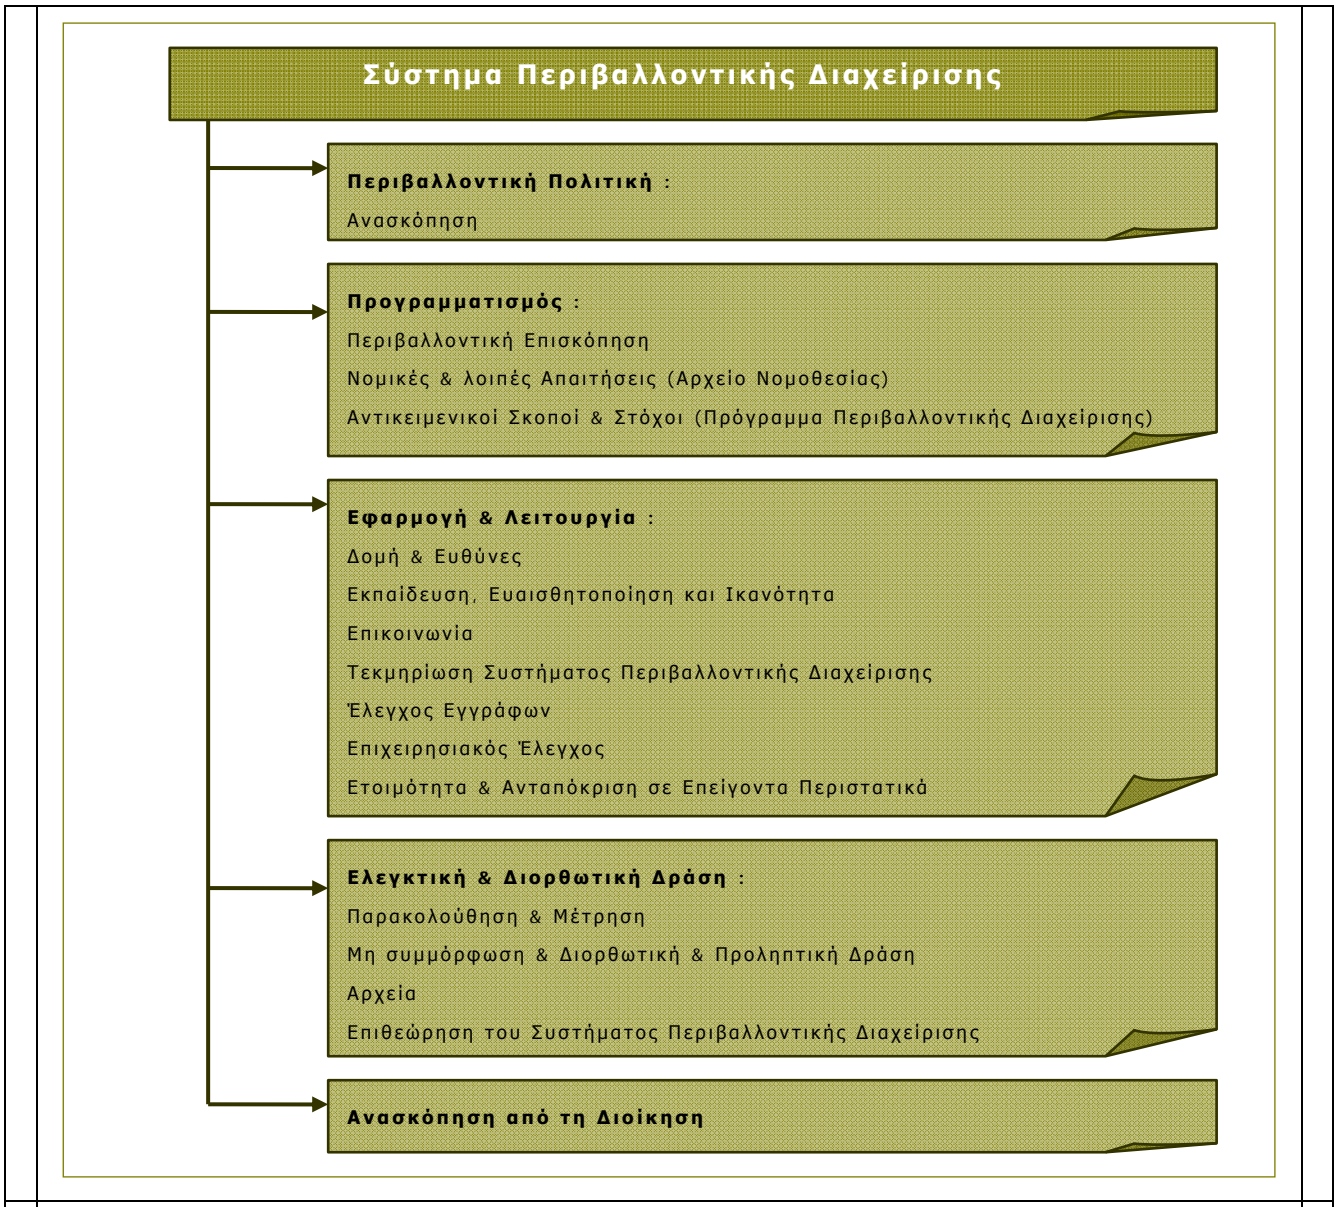 Σύστημα Περιβαλλοντικής Διαχείρισης
Περιβαλλοντική Πολιτική :
Ανασκόπηση
Προγραμματισμός :
Περιβαλλοντική Επισκόπηση
Νομικές & λοιπές Απαιτήσεις (Αρχείο Νομοθεσίας)
Αντικειμενικοί Σκοποί & Στόχοι (Πρόγραμμα Περιβαλλοντικής Διαχείρισης)
Εφαρμογή & Λειτουργία :
Δομή & Ευθύνες
Εκπαίδευση, Ευαισθητοποίηση και Ικανότητα
Επικοινωνία
Τεκμηρίωση Συστήματος Περιβαλλοντικής Διαχείρισης
Έλεγχος Εγγράφων
Επιχειρησιακός Έλεγχος
Ετοιμότητα & Ανταπόκριση σε Επείγοντα Περιστατικά
Ελεγκτική & Διορθωτική Δράση :
Παρακολούθηση & Μέτρηση
Μη συμμόρφωση & Διορθωτική & Προληπτική Δράση
Αρχεία
Επιθεώρηση του Συστήματος Περιβαλλοντικής Διαχείρισης
Ανασκόπηση από τη Διοίκηση